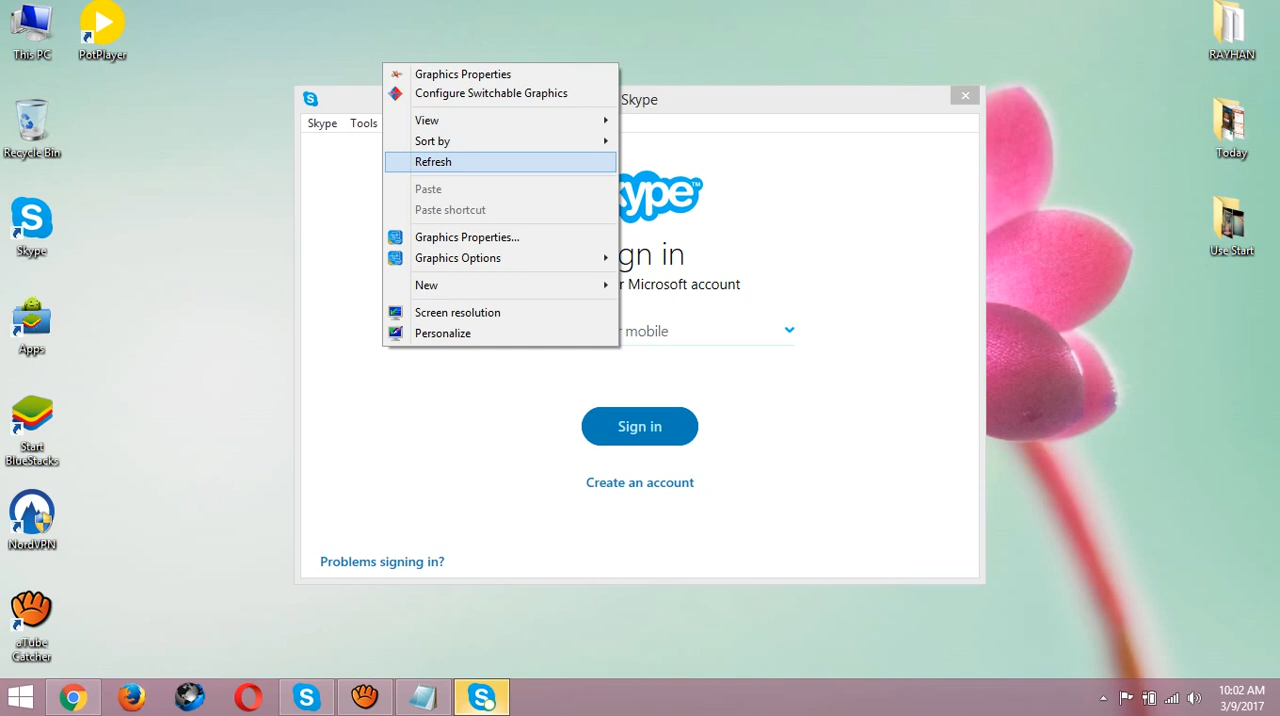 This PC
PotPlayer
Recycle Bin
Skype
Apps
Start
BlueStacks
NordVPN
aTube
Catcher
Skype
Skype Tools
Graphics Properties
Configure Switchable Graphics
View
Sort by
Refresh
Paste
Paste shortcut
Graphics Properties...
Graphics Options
New
Screen resolution
Personalize
kype™
gn in
r Microsoft account
r mobile
Sign in
Create an account
Problems signing in?
RAYHAN
Today
Use Start
10:02 AM
3/9/2017